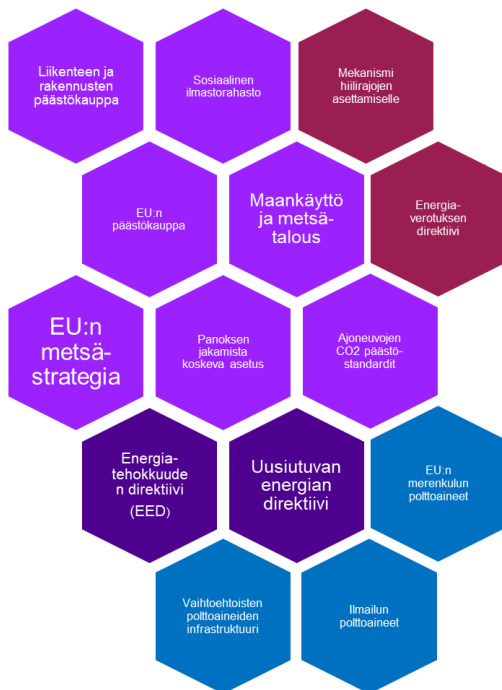 Liikenteen ja
rakennusten
päästökauppa
Sosiaalinen
ilmastorahasto
Mekanismi
hiilirajojen
asettamiselle
EU:n
päästökauppa
Maankäyttö
ja metsä-
talous
Energia-
verotuksen
direktiivi
EU:n
metsä-
strategia
Panoksen
jakamista
koskeva asetus
Ajoneuvojen
CO2 päästö-
standardit
Energia-
tehokkuude
n direktiivi
(EED)
Uusiutuvan
energian
direktiivi
EU:n
merenkulun
polttoaineet
Vaihtoehtoisten
polttoaineiden
infrastruktuuri
Ilmailun
polttoaineet